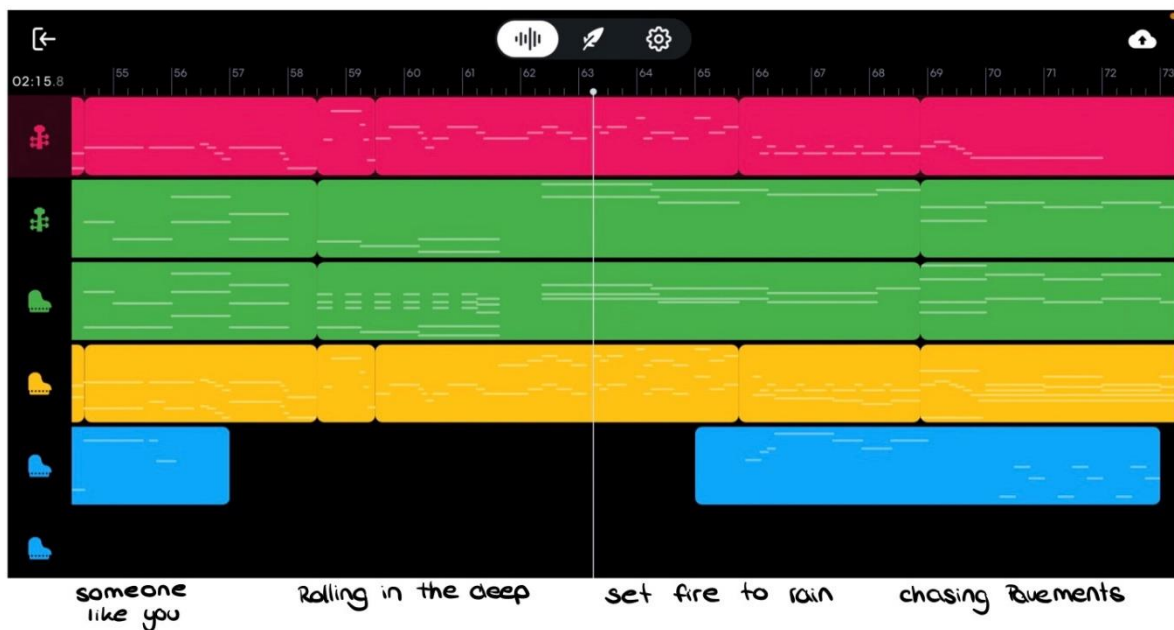 55 56 57 58 59 60 61 62 63 64 65 66 67 68 69 70 71 72 73
02:15.8
someone like you
Rolling in the deep
set fire to rain
chasing Pavements